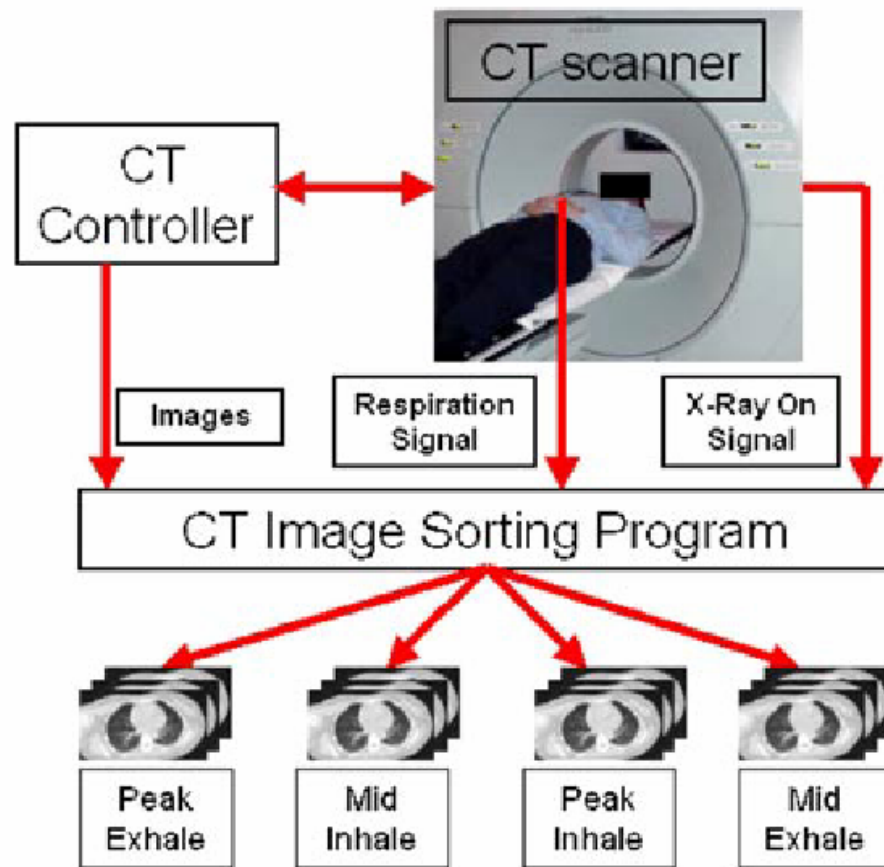 CT scanner
CT
Controller
Images
Respiration
Signal
X-Ray On
Signal
CT Image Sorting Program
Peak
Exhale
Mid
Inhale
Peak
Inhale
Mid
Exhale